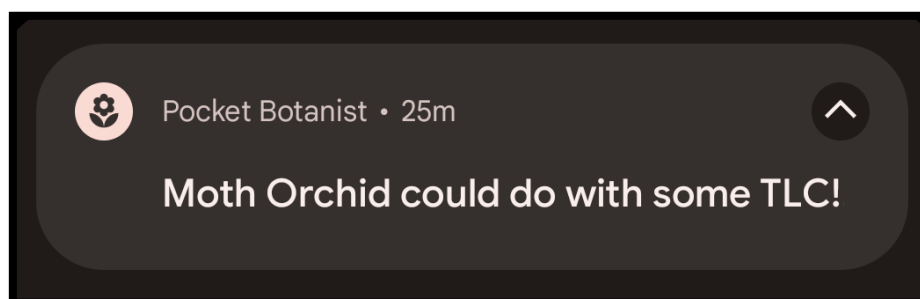 Pocket Botanist • 25m
Moth Orchid could do with some TLC!